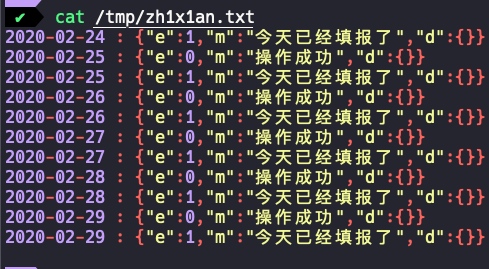 ✔ cat /tmp/zh1x1an.txt
2020-02-24 : {"e":1,"m":"今天已经填报了","d":{}}
2020-02-25 : {"e":0,"m":"操作成功","d":{}}
2020-02-25 : {"e":1,"m":"今天已经填报了","d":{}}
2020-02-26 : {"e":0,"m":"操作成功","d":{}}
2020-02-26 : {"e":1,"m":"今天已经填报了","d":{}}
2020-02-27 : {"e":0,"m":"操作成功","d":{}}
2020-02-27 : {"e":1,"m":"今天已经填报了","d":{}}
2020-02-28 : {"e":0,"m":"操作成功","d":{}}
2020-02-28 : {"e":1,"m":"今天已经填报了","d":{}}
2020-02-29 : {"e":0,"m":"操作成功","d":{}}
2020-02-29 : {"e":1,"m":"今天已经填报了","d":{}}